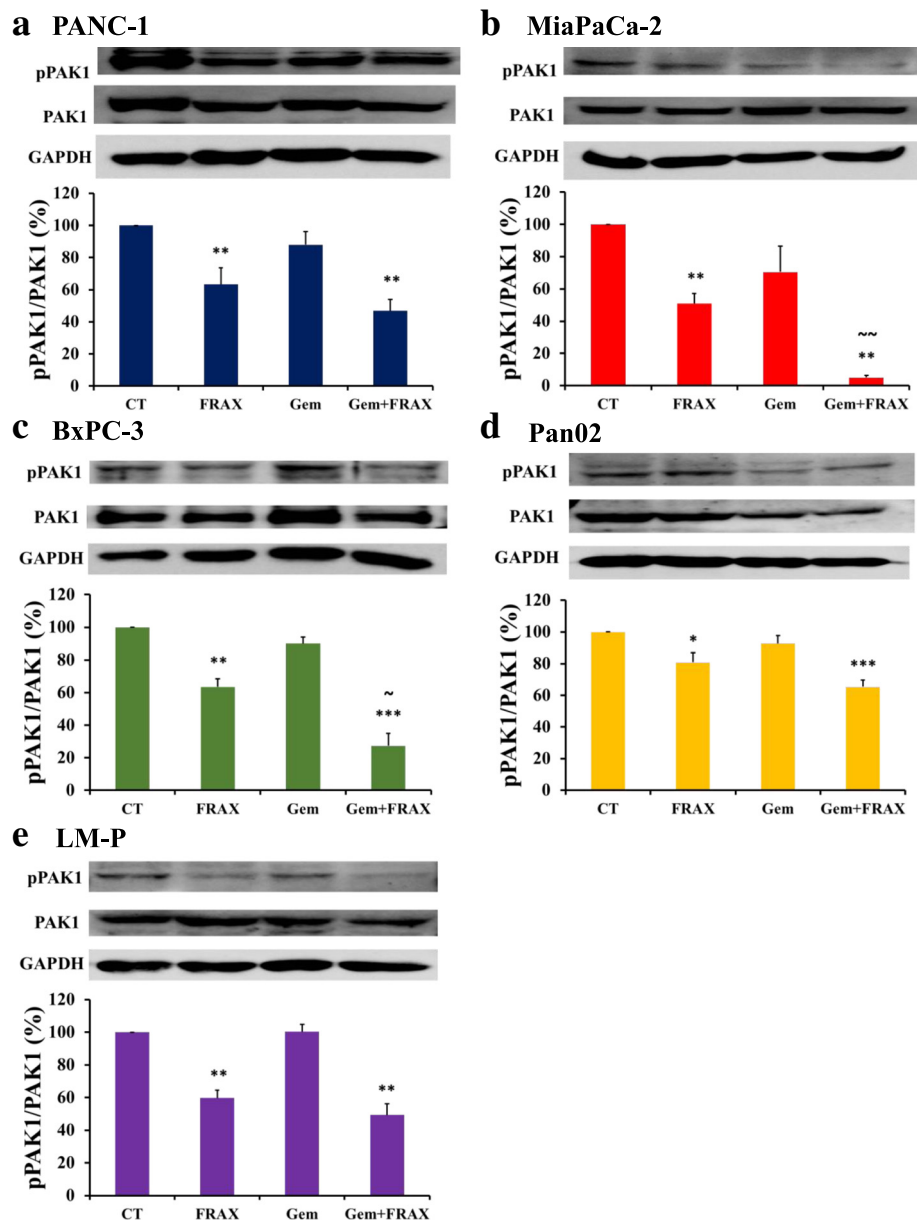 a PANC-1
pPAK1
PAK1
GAPDH
pPAK1/PAK1 (%)
120
100
80
60
40
20
0
**
**
CT FRAX Gem Gem+FRAX
b MiaPaCa-2
pPAK1
PAK1
GAPDH
pPAK1/PAK1 (%)
120
100
80
60
40
20
0
**
~~
**
CT FRAX Gem Gem+FRAX
c BxPC-3
pPAK1
PAK1
GAPDH
pPAK1/PAK1 (%)
120
100
80
60
40
20
0
**
~
***
CT FRAX Gem Gem+FRAX
d Pan02
pPAK1
PAK1
GAPDH
pPAK1/PAK1 (%)
120
100
80
60
40
20
0
*
***
CT FRAX Gem Gem+FRAX
e LM-P
pPAK1
PAK1
GAPDH
pPAK1/PAK1 (%)
120
100
80
60
40
20
0
**
**
CT FRAX Gem Gem+FRAX